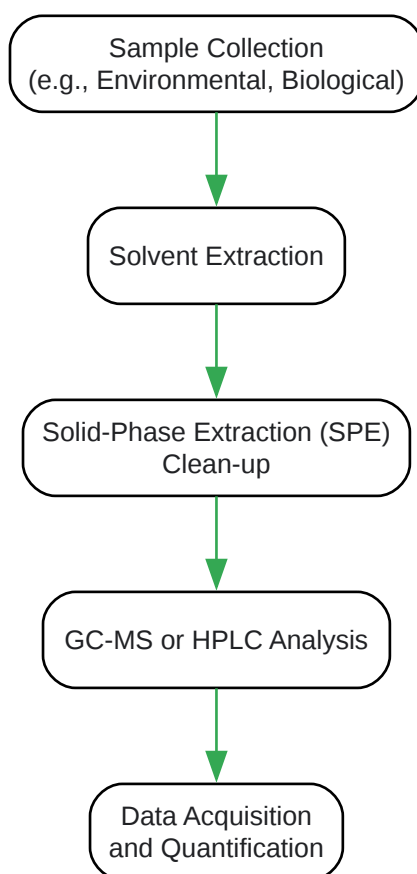 Sample Collection
(e.g., Environmental, Biological)
Solvent Extraction
Solid-Phase Extraction (SPE)
Clean-up
GC-MS or HPLC Analysis
Data Acquisition
and Quantification